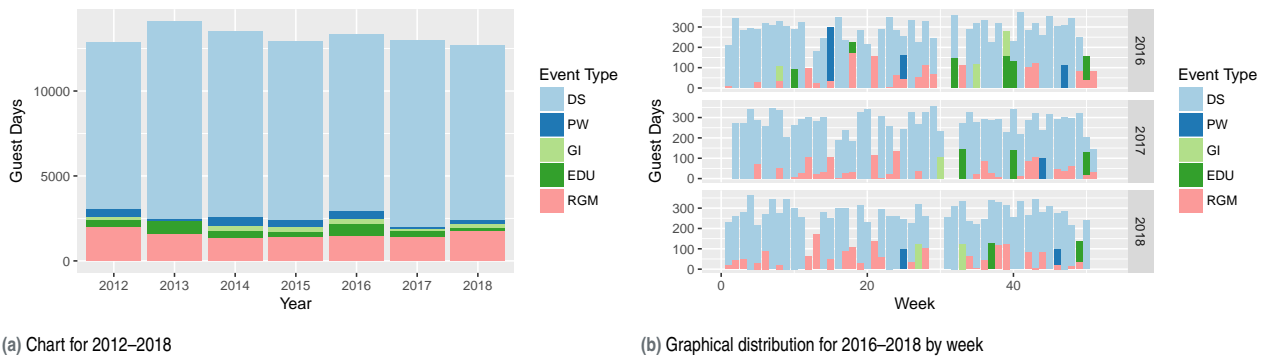 Guest Days
10000
5000
0
2012 2013 2014 2015 2016 2017 2018
Year
Event Type
DS
PW
GI
EDU
RGM
(a) Chart for 2012–2018
Guest Days
300
200
100
0
2016
300
200
100
0
2017
300
200
100
0
2018
0 20 40
Week
Event Type
DS
PW
GI
EDU
RGM
(b) Graphical distribution for 2016–2018 by week